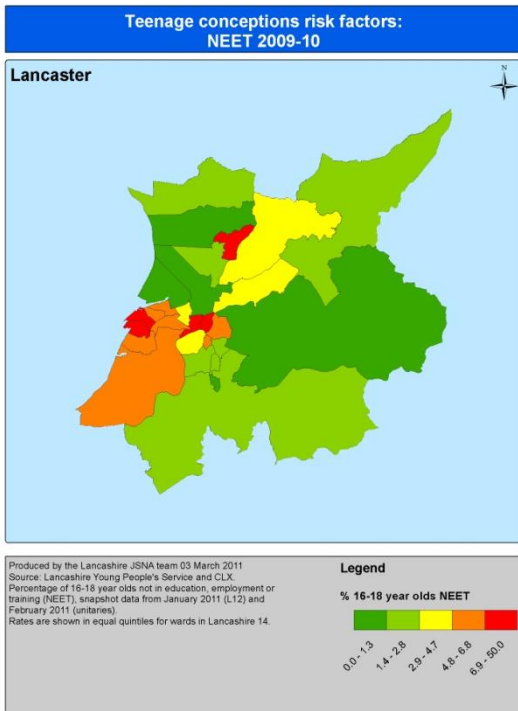 Teenage conceptions risk factors:
NEET 2009-10
Lancaster
N
Produced by the Lancashire JSNA team 03 March 2011
Source: Lancashire Young People's Service and CLX.
Percentage of 16-18 year olds not in education, employment or
training (NEET), snapshot data from January 2011 (L12) and
February 2011 (unitaries).
Rates are shown in equal quintiles for wards in Lancashire 14.
Legend
% 16-18 year olds NEET
0.0 - 1.3
1.4 - 2.8
2.9 - 4.7
4.8 - 6.8
6.9 - 50.0